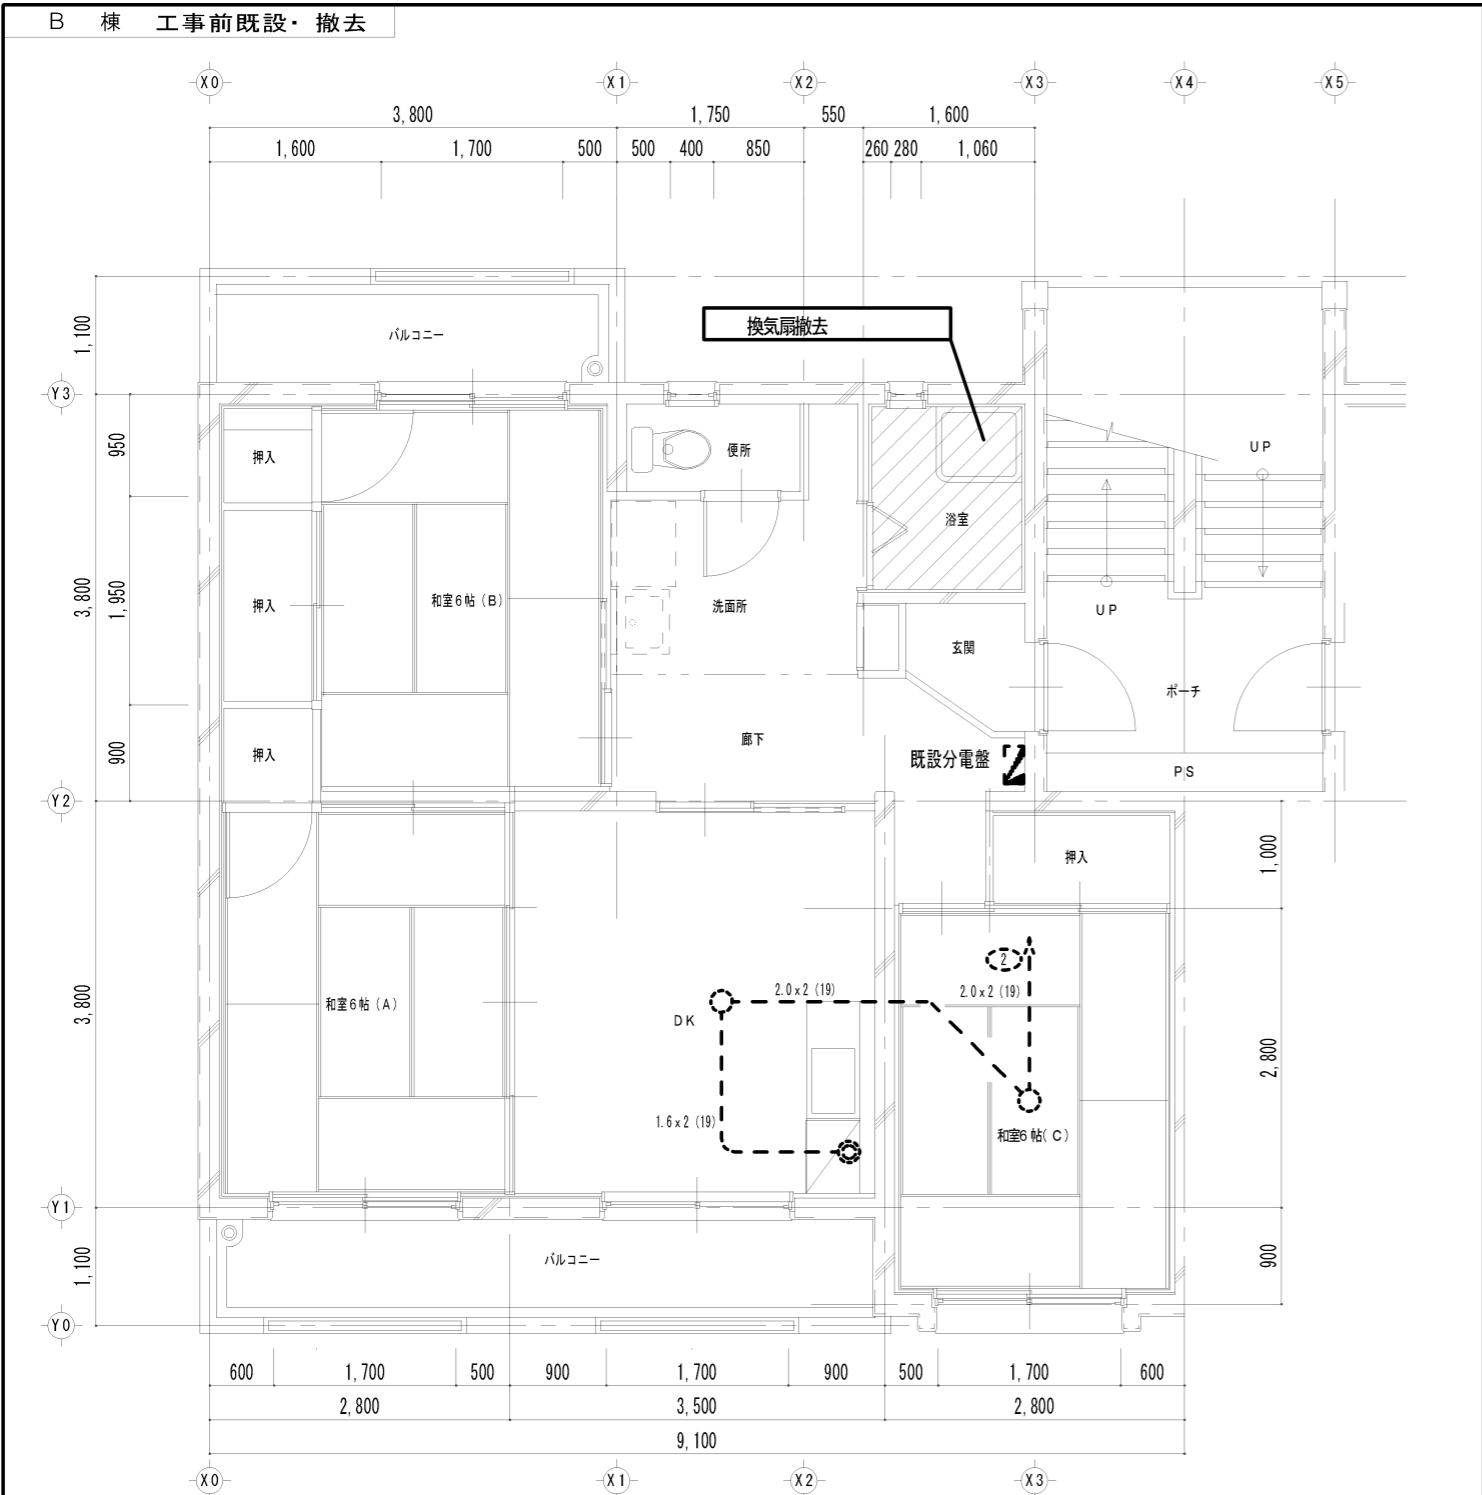 B 棟 工事前既設・撤去
X0 X1 X2 X3 X4 X5
3,800 1,750 550 1,600
1,600 1,700 500 500 400 850 260 280 1,060
1,100
バルコニー
換気扇撤去
Y3
950
押入
便所
UP
浴室
3,800
1,950
押入
和室6帖(B)
洗面所
UP
玄関
ポーチ
900
押入
廊下
既設分電盤
PS
Y2
1,000
押入
2
3,800
和室6帖(A)
DK
2.0x2 (19)
2.0x2 (19)
2,800
1.6x2 (19)
和室6帖(C)
Y1
1,100
バルコニー
900
Y0
600 1,700 500 900 1,700 900 500 1,700 600
2,800 3,500 2,800
9,100
X0 X1 X2 X3